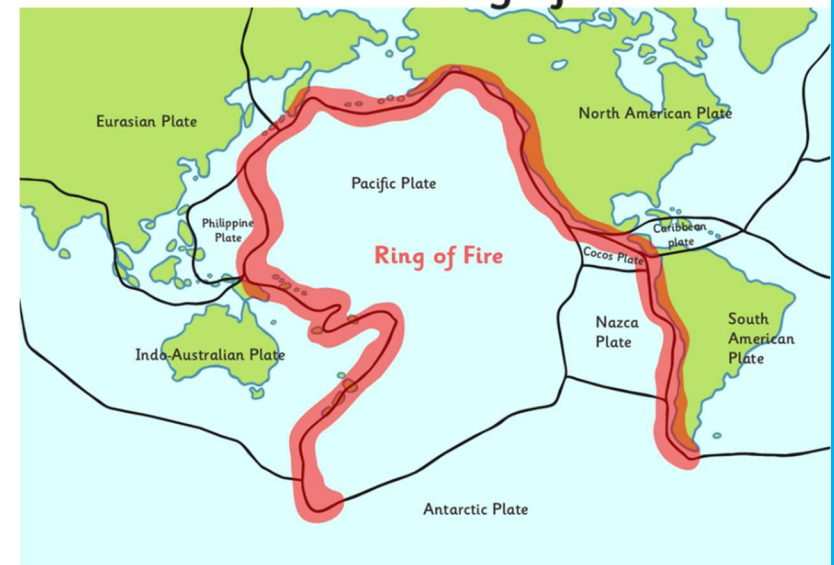 Eurasian Plate
North American Plate
Pacific Plate
Philippine
Plate
Caribbean
plate
Ring of Fire
Cocos Plate
Nazca
Plate
South
American
Plate
Indo-Australian Plate
Antarctic Plate